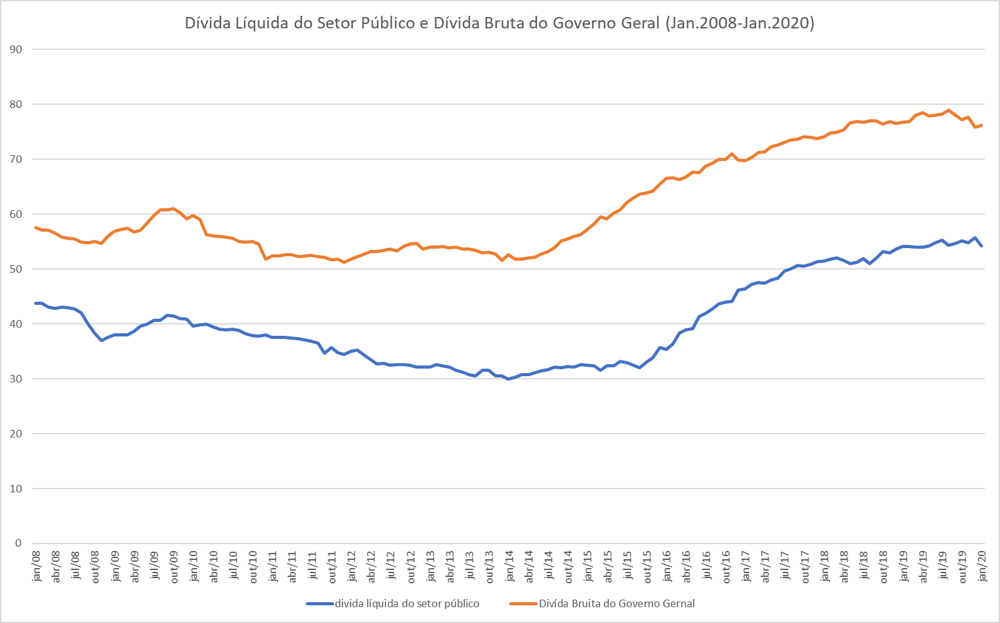 Dívida Líquida do Setor Público e Dívida Bruta do Governo Geral (Jan.2008-Jan.2020)
90
80
70
60
50
40
30
20
10
0
jan/08
abr/08
jul/08
out/08
jan/09
abr/09
jul/09
out/09
jan/10
abr/10
jul/10
out/10
jan/11
abr/11
jul/11
out/11
jan/12
abr/12
jul/12
out/12
jan/13
abr/13
jul/13
out/13
jan/14
abr/14
jul/14
out/14
jan/15
abr/15
jul/15
out/15
jan/16
abr/16
jul/16
out/16
jan/17
abr/17
jul/17
out/17
jan/18
abr/18
jul/18
out/18
jan/19
abr/19
jul/19
out/19
jan/20
divida líquida do setor público
Divída Bruita do Governo Gernal